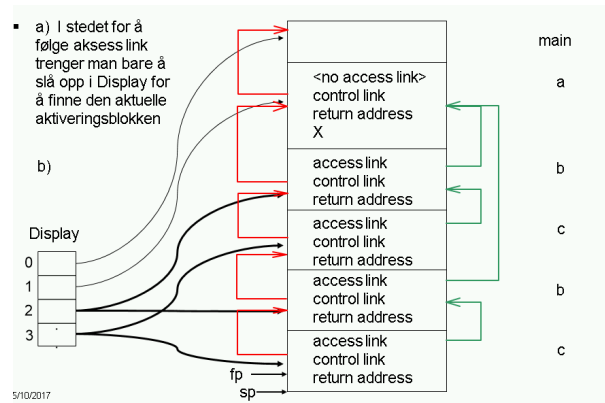 a) I stedet for å
følge aksess link
trenger man bare å
slå opp i Display for
å finne den aktuelle
aktiveringsblokken
b)
Display
0
1
2
3
main
<no access link>
control link
return address
X
a
access link
control link
return address
b
access link
control link
return address
c
access link
control link
return address
b
access link
control link
return address
c
fp
sp
5/10/2017